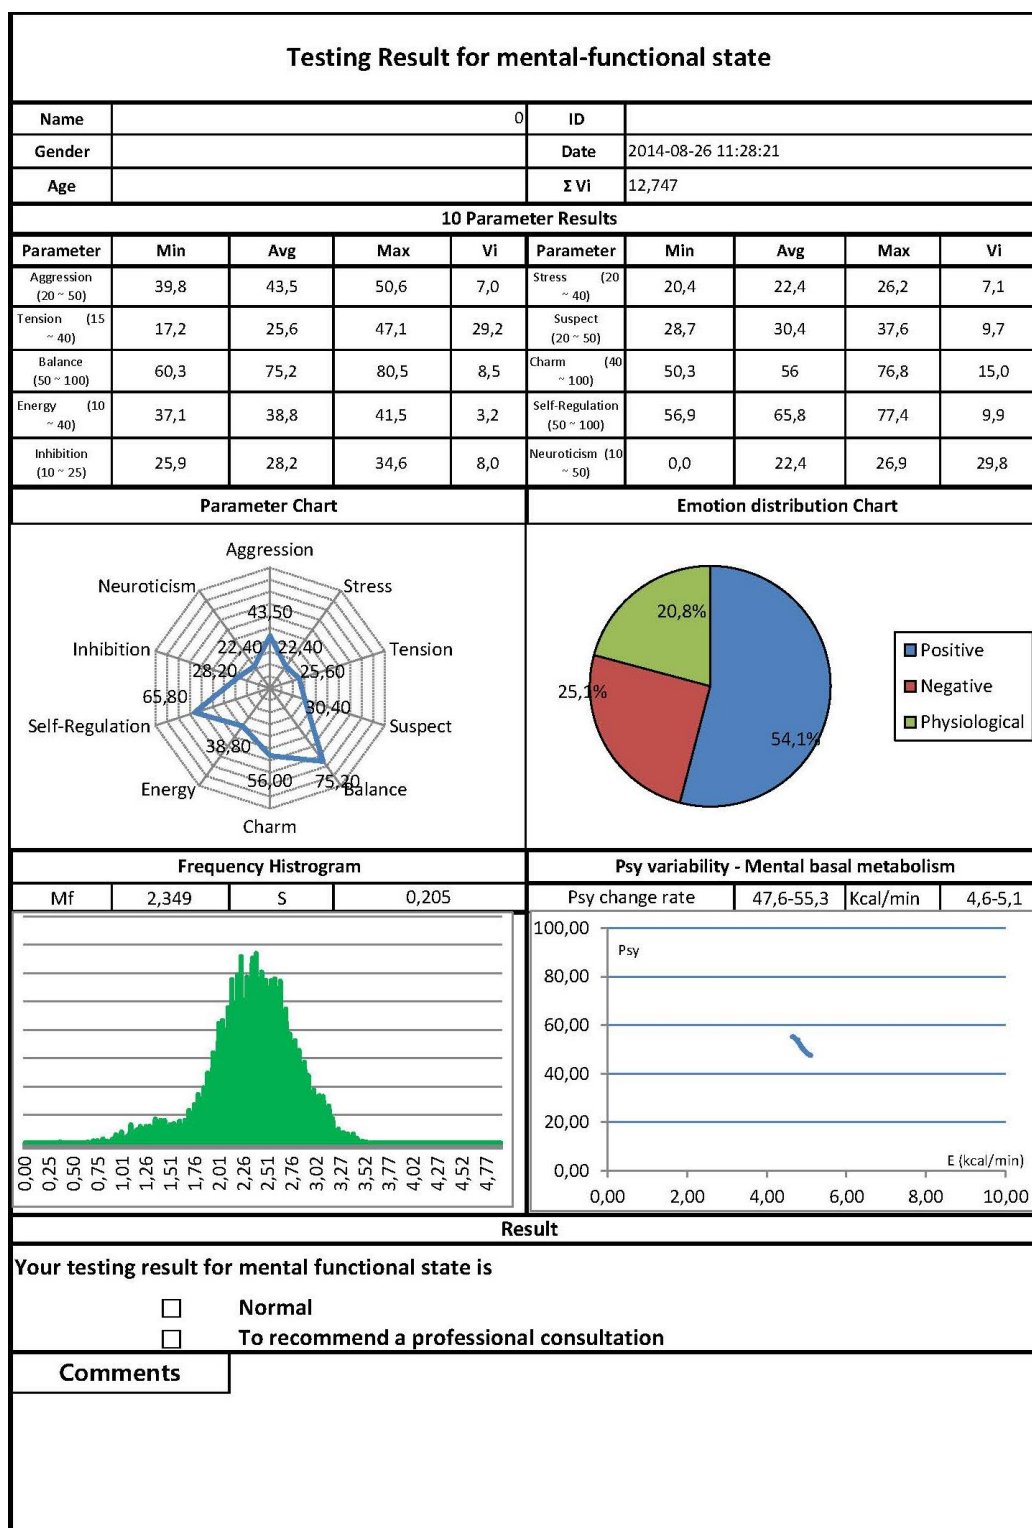 Testing Result for mental-functional state
Name 0 ID
Gender Date 2014-08-26 11:28:21
Age Σ Vi 12,747
10 Parameter Results
Parameter Min Avg Max Vi Parameter Min Avg Max Vi
Aggression (20 ~ 50) 39,8 43,5 50,6 7,0 Stress (20 ~ 40) 20,4 22,4 26,2 7,1
Tension (15 ~ 40) 17,2 25,6 47,1 29,2 Suspect (20 ~ 50) 28,7 30,4 37,6 9,7
Balance (50 ~ 100) 60,3 75,2 80,5 8,5 Charm (40 ~ 100) 50,3 56 76,8 15,0
Energy (10 ~ 40) 37,1 38,8 41,5 3,2 Self-Regulation (50 ~ 100) 56,9 65,8 77,4 9,9
Inhibition (10 ~ 25) 25,9 28,2 34,6 8,0 Neuroticism (10 ~ 50) 0,0 22,4 26,9 29,8
Parameter Chart Emotion distribution Chart
Aggression
Neuroticism Stress
43,50
Inhibition 22,40 22,40 Tension
28,20 25,60
65,80 30,40
Self-Regulation Suspect
38,80
56,00 75,20
Energy Balance
Charm
20,8%
25,1%
54,1%
Positive
Negative
Physiological
Frequency Histrogram Psy variability - Mental basal metabolism
Mf 2,349 S 0,205 Psy change rate 47,6-55,3 Kcal/min 4,6-5,1
0,00 0,25 0,50 0,75 1,01 1,26 1,51 1,76 2,01 2,26 2,51 2,76 3,02 3,27 3,52 3,77 4,02 4,27 4,52 4,77
100,00
Psy
80,00
60,00
40,00
20,00
0,00
E (kcal/min)
0,00 2,00 4,00 6,00 8,00 10,00
Result
Your testing result for mental functional state is
Normal
To recommend a professional consultation
Comments